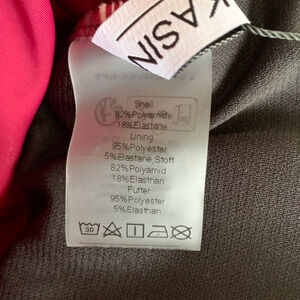 KASIN
Shell
82%Polyamide
18%Elastane
Lining
95%Polyester
5%Elastane,Stoff
82%Polyamid
18%Elasthan
Futter
95%Polyester
5%Elasthan
30